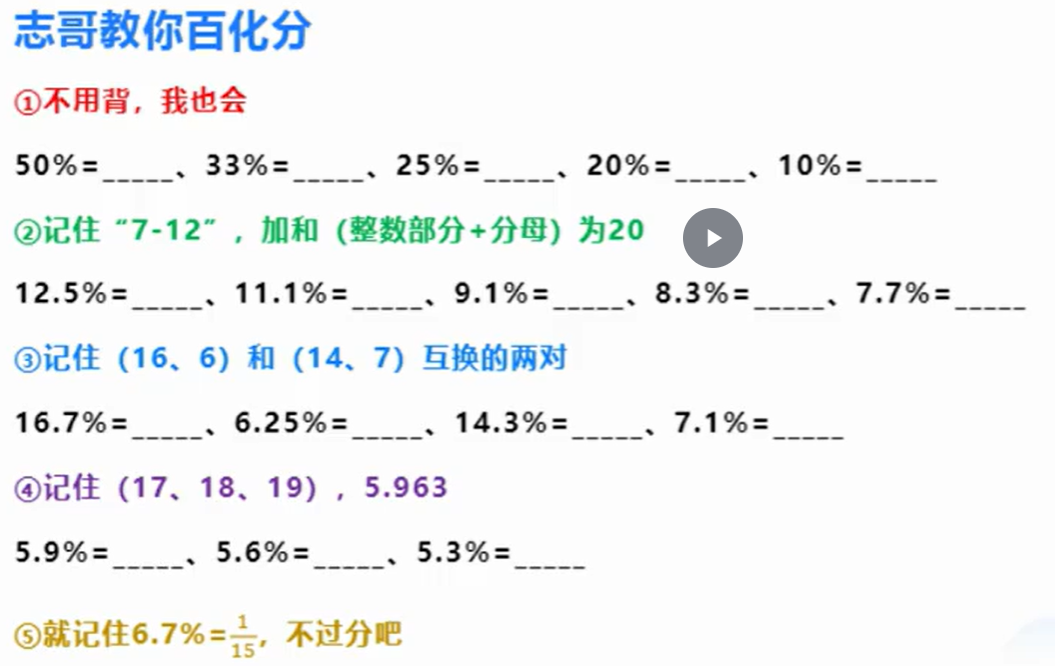 志哥教你百化分
①不用背，我也会
50%=_____、33%=_____、25%=_____、20%=_____、10%=_____
②记住“7-12”，加和（整数部分+分母）为20
12.5%=_____、11.1%=_____、9.1%=_____、8.3%=_____、7.7%=_____
③记住（16、6）和（14、7）互换的两对
16.7%=_____、6.25%=_____、14.3%=_____、7.1%=_____
④记住（17、18、19），5.963
5.9%=_____、5.6%=_____、5.3%=_____
⑤就记住6.7%=1/15，不过分吧